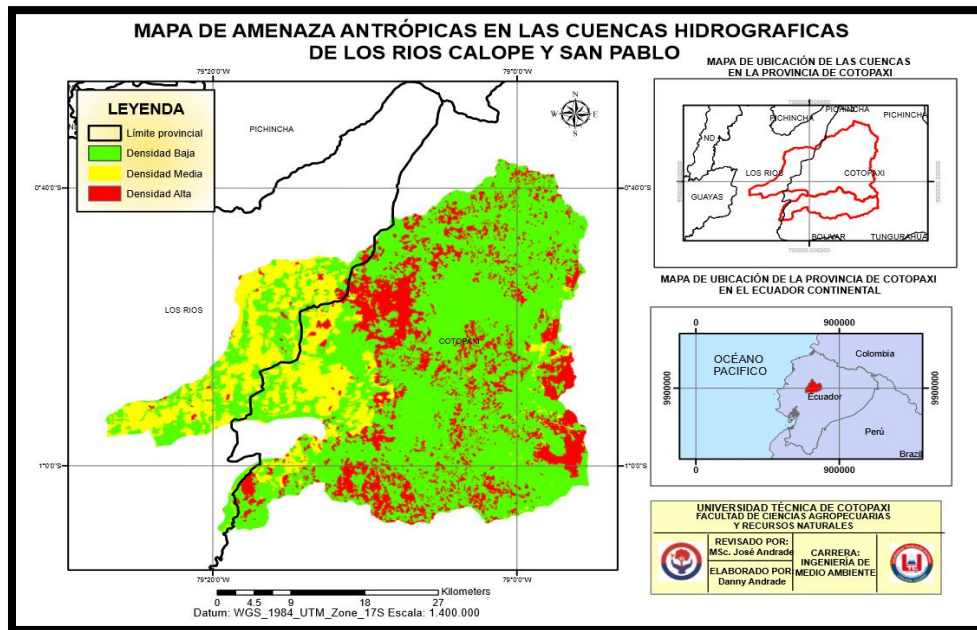 MAPA DE AMENAZA ANTRÓPICAS EN LAS CUENCAS HIDROGRAFICAS
DE LOS RIOS CALOPE Y SAN PABLO
79°20'0"W
79°0'0"W
LEYENDA
Límite provincial
Densidad Baja
Densidad Media
Densidad Alta
PICHINCHA
N
W
E
S
0°40'0"S
0°40'0"S
LOS RIOS
COTOPAXI
1°0'0"S
1°0'0"S
79°20'0"W
79°0'0"W
Kilometers
0
4.5
9
18
27
Datum: WGS_1984_UTM_Zone_17S Escala: 1.400.000
MAPA DE UBICACIÓN DE LAS CUENCAS
EN LA PROVINCIA DE COTOPAXI
PICHINCHA
PICHINCHA
PICHINCHA
ND
LOS RIOS
COTOPAXI
GUAYAS
BOLIVAR
TUNGURAHUA
MAPA DE UBICACIÓN DE LA PROVINCIA DE COTOPAXI
EN EL ECUADOR CONTINENTAL
0
900000
OCÉANO
PACIFICO
Colombia
9900000
9900000
Ecuador
Perú
Brazil
0
900000
UNIVERSIDAD TÉCNICA DE COTOPAXI
FACULTAD DE CIENCIAS AGROPECUARIAS
Y RECURSOS NATURALES
REVISADO POR:
MSc. José Andrade
ELABORADO POR:
Danny Andrade
CARRERA:
INGENIERÍA DE
MEDIO AMBIENTE